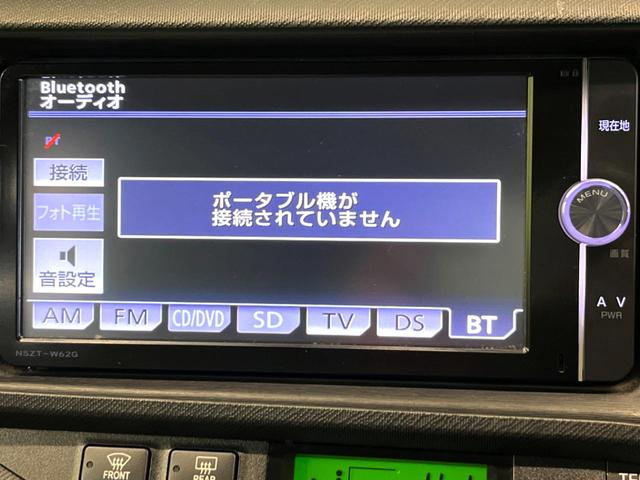 Bluetooth
オーディオ
BT
接続
フォト再生
音設定
ポータブル機が
接続されていません
AM
FM
CD/DVD
SD
TV
DS
BT
NSZT-W62G
現在地
MENU
画質
AV
PWR
FRONT
REAR